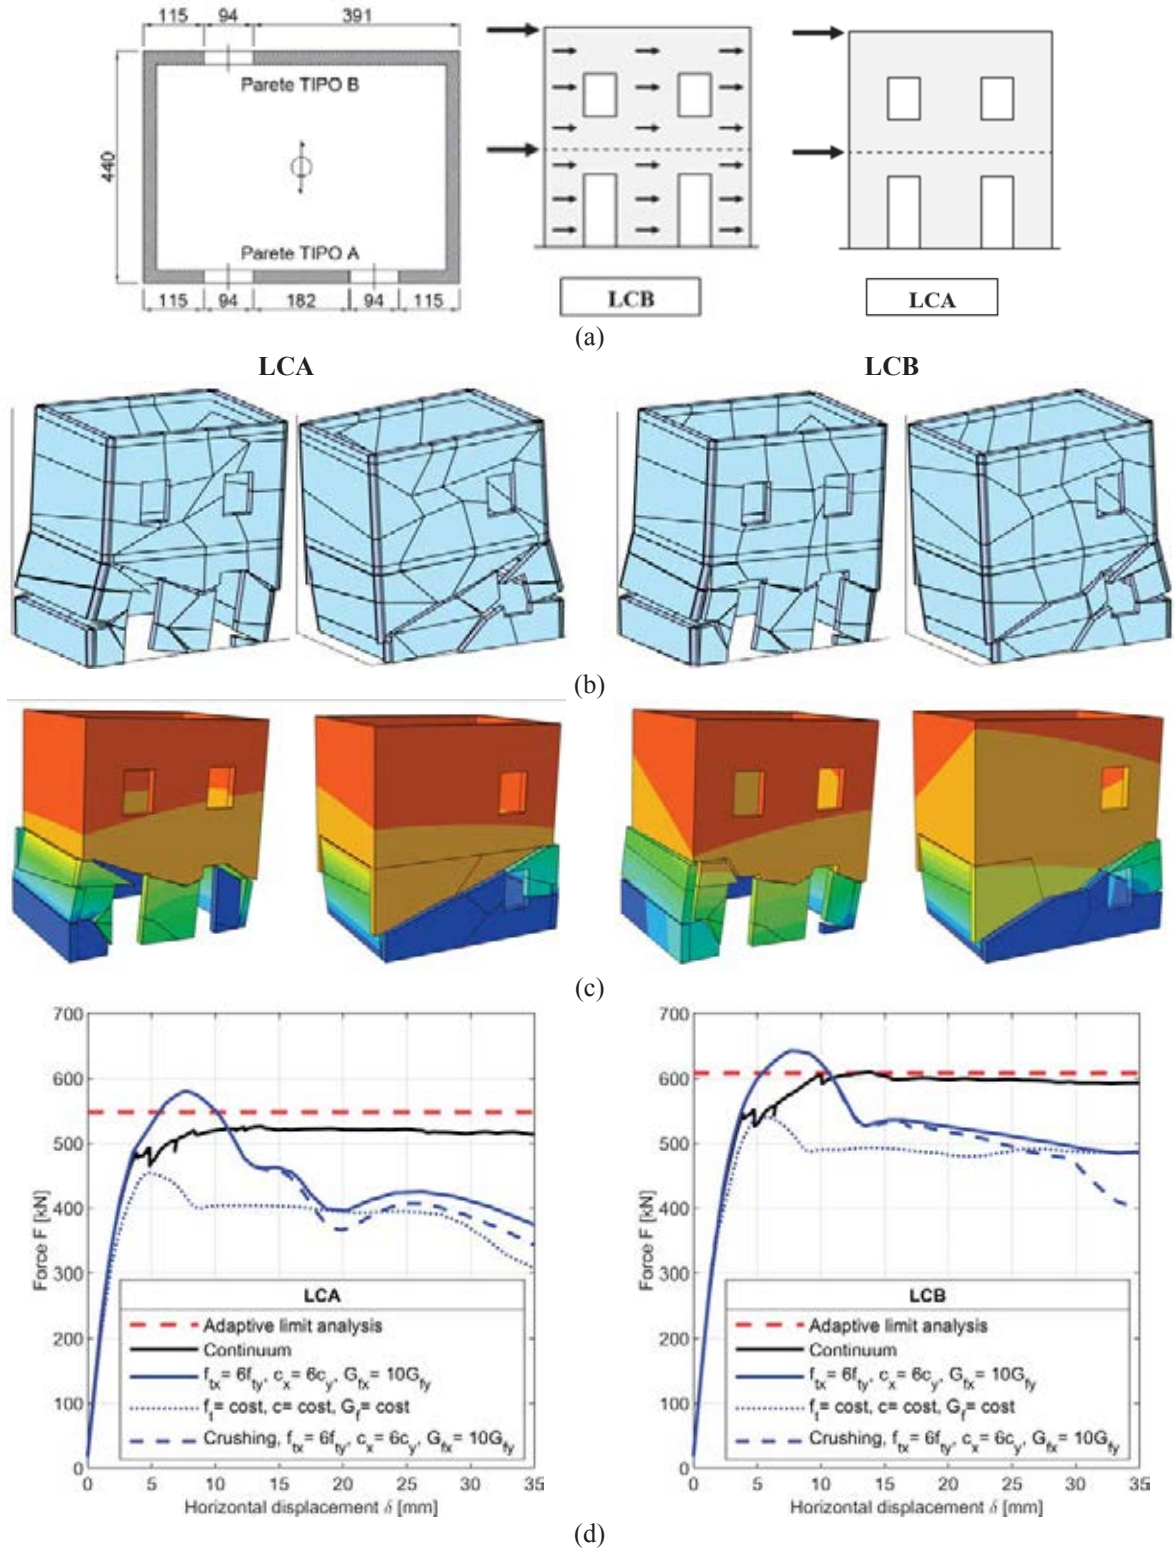 115 94 391
Parete TIPO B
440
Parete TIPO A
115 94 182 94 115
LCB
LCA
(a)
LCA LCB
(b)
(c)
700
600
500
400
300
200
100
0
Force F [kN]
LCA
Adaptive limit analysis
Continuum
f_tx= 6f_ty, c_x= 6c_y, G_fx= 10G_fy
f_t= cost, c= cost, G_f= cost
Crushing, f_tx= 6f_ty, c_x= 6c_y, G_fx= 10G_fy
0 5 10 15 20 25 30 35
Horizontal displacement δ [mm]
700
600
500
400
300
200
100
0
Force F [kN]
LCB
Adaptive limit analysis
Continuum
f_tx= 6f_ty, c_x= 6c_y, G_fx= 10G_fy
f_t= cost, c= cost, G_f= cost
Crushing, f_tx= 6f_ty, c_x= 6c_y, G_fx= 10G_fy
0 5 10 15 20 25 30 35
Horizontal displacement δ [mm]
(d)